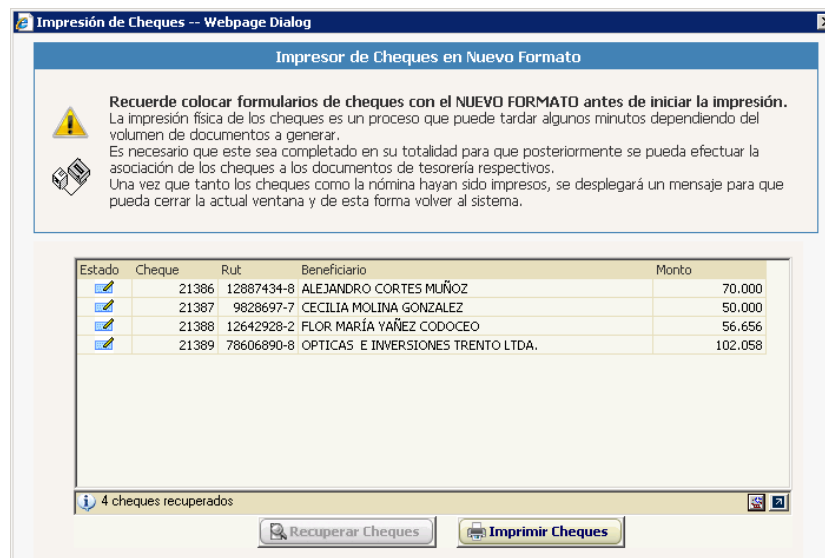 Impresión de Cheques -- Webpage Dialog
Impresor de Cheques en Nuevo Formato
Recuerde colocar formularios de cheques con el NUEVO FORMATO antes de iniciar la impresión.
La impresión física de los cheques es un proceso que puede tardar algunos minutos dependiendo del
volumen de documentos a generar.
Es necesario que este sea completado en su totalidad para que posteriormente se pueda efectuar la
asociación de los cheques a los documentos de tesorería respectivos.
Una vez que tanto los cheques como la nómina hayan sido impresos, se desplegará un mensaje para que
pueda cerrar la actual ventana y de esta forma volver al sistema.
Estado Cheque Rut Beneficiario Monto
21386 12887434-8 ALEJANDRO CORTES MUÑOZ 70.000
21387 9828697-7 CECILIA MOLINA GONZALEZ 50.000
21388 12642928-2 FLOR MARÍA YAÑEZ CODOCEO 56.656
21389 78606890-8 OPTICAS E INVERSIONES TRENTO LTDA. 102.058
4 cheques recuperados
Recuperar Cheques Imprimir Cheques